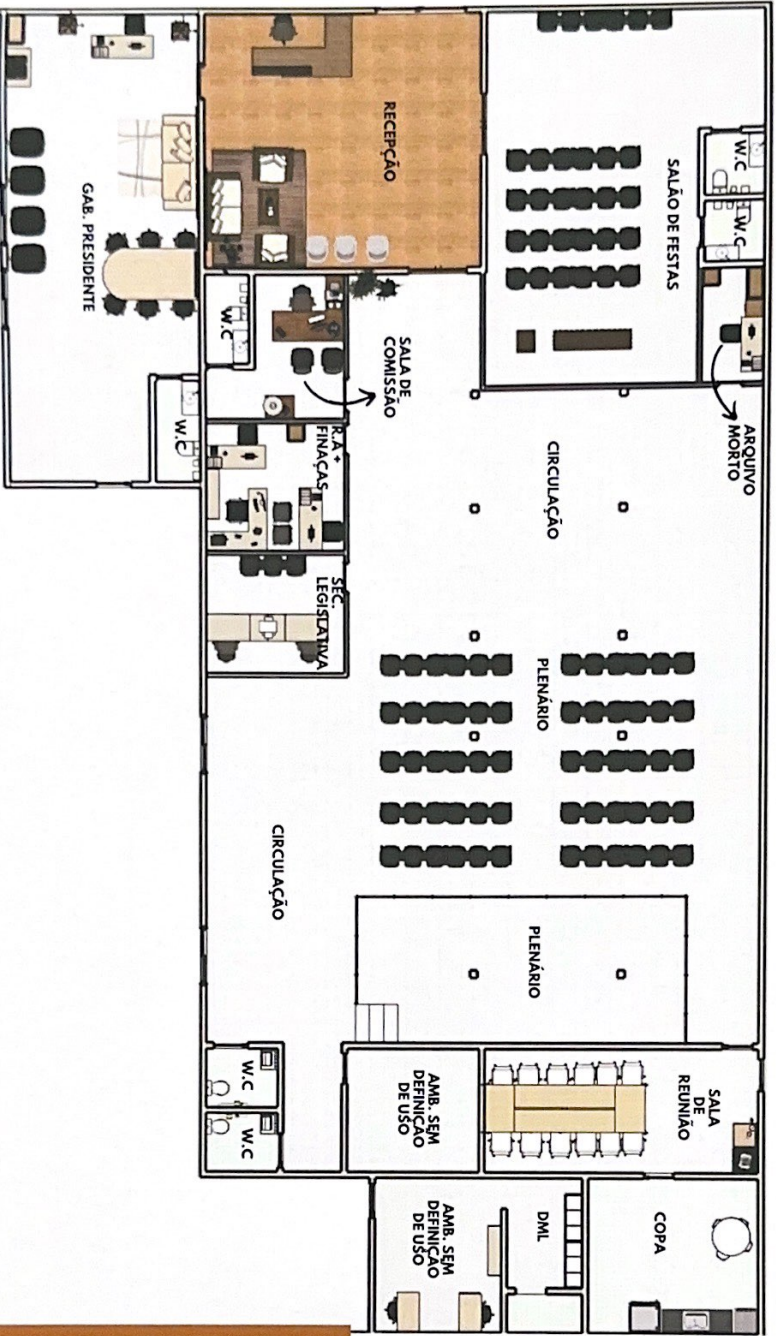 W.C
W.C
SALÃO DE FESTAS
ARQUIVO
MORTO
RECEPÇÃO
SALA DE
COMISSÃO
CIRCULAÇÃO
PLENÁRIO
PLENÁRIO
SALA
DE
REUNIÃO
COPA
GAB. PRESIDENTE
W.C
W.C
R.A +
FINAÇAS
SEC.
LEGISLATIVA
CIRCULAÇÃO
W.C
W.C
AMB. SEM
DEFINIÇÃO
DE USO
AMB. SEM
DEFINIÇÃO
DE USO
DML